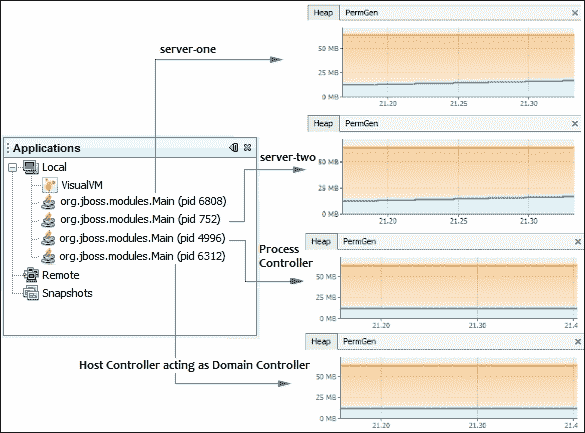 Heap PermGen
50 MB
25 MB
0 MB
21.20 21.25 21.30
server-one
Heap PermGen
50 MB
25 MB
0 MB
21.20 21.25 21.30
server-two
Applications
Local
VisualVM
org.jboss.modules.Main (pid 6808)
org.jboss.modules.Main (pid 752)
org.jboss.modules.Main (pid 4996)
org.jboss.modules.Main (pid 6312)
Remote
Snapshots
Process
Controller
Heap PermGen
50 MB
25 MB
0 MB
21.20 21.30 21.4
Host Controller acting as Domain Controller
Heap PermGen
50 MB
25 MB
0 MB
21.20 21.30 21.4